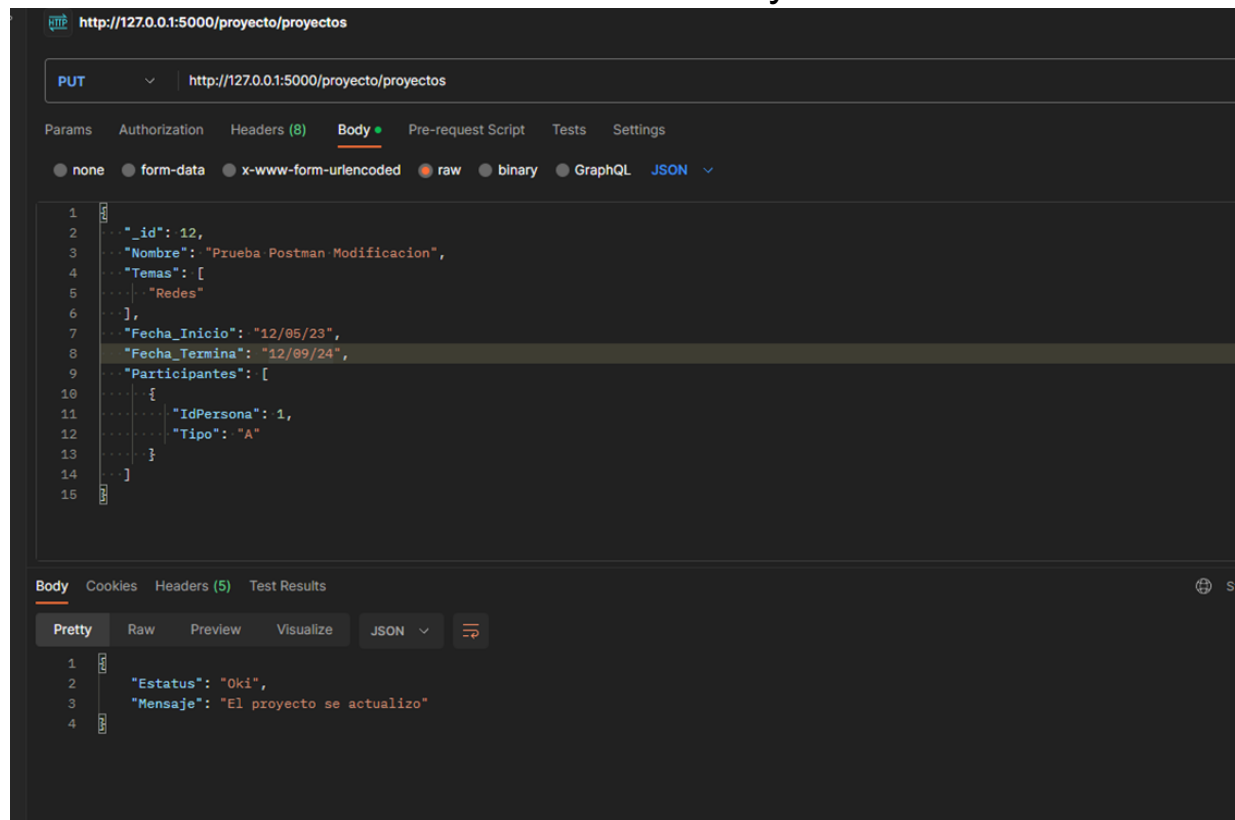 http://127.0.0.1:5000/proyecto/proyectos
PUT http://127.0.0.1:5000/proyecto/proyectos
Params Authorization Headers (8) Body Pre-request Script Tests Settings
none form-data x-www-form-urlencoded raw binary GraphQL JSON
1 {
2 "_id": 12,
3 "Nombre": "Prueba Postman Modificacion",
4 "Temas": [
5 "Redes"
6 ],
7 "Fecha_Inicio": "12/05/23",
8 "Fecha_Termina": "12/09/24",
9 "Participantes": [
10 {
11 "IdPersona": 1,
12 "Tipo": "A"
13 }
14 ]
15 }
Body Cookies Headers (5) Test Results
Pretty Raw Preview Visualize JSON
1 {
2 "Estatus": "Oki",
3 "Mensaje": "El proyecto se actualizo"
4 }